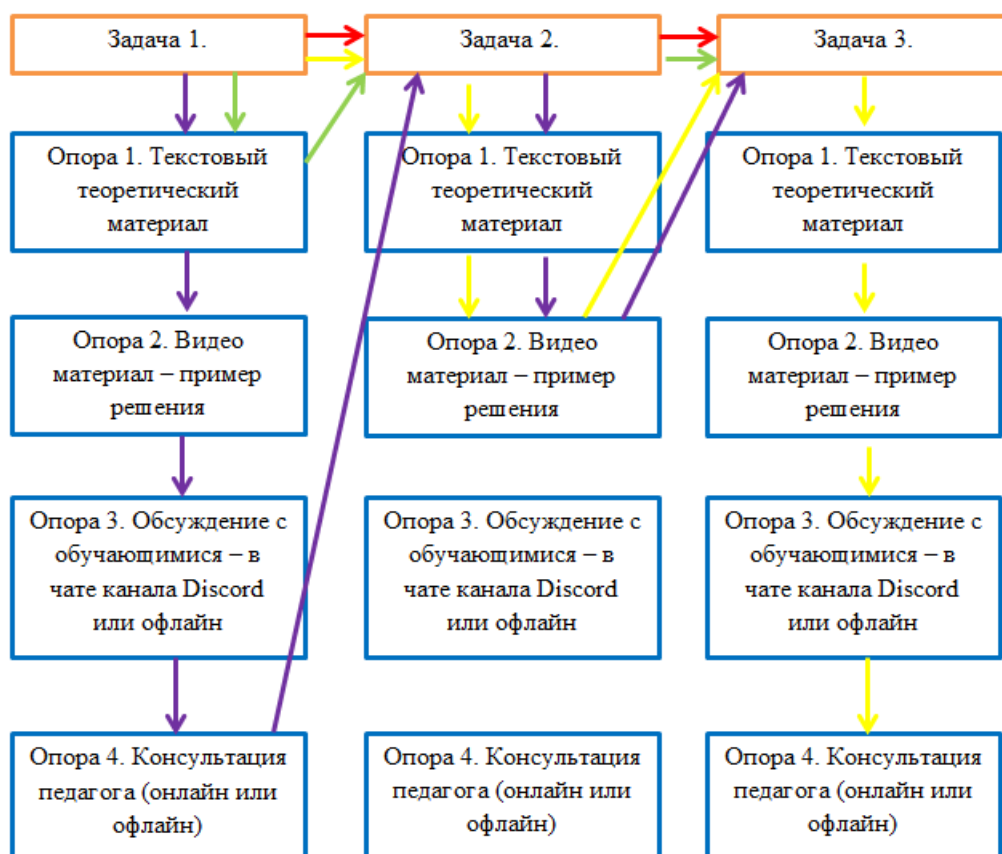 Задача 1.
Задача 2.
Задача 3.
Опора 1. Текстовый
теоретический
материал
Опора 1. Текстовый
теоретический
материал
Опора 1. Текстовый
теоретический
материал
Опора 2. Видео
материал – пример
решения
Опора 2. Видео
материал – пример
решения
Опора 2. Видео
материал – пример
решения
Опора 3. Обсуждение с
обучающимися – в
чате канала Discord
или офлайн
Опора 3. Обсуждение с
обучающимися – в
чате канала Discord
или офлайн
Опора 3. Обсуждение с
обучающимися – в
чате канала Discord
или офлайн
Опора 4. Консультация
педагога (онлайн или
офлайн)
Опора 4. Консультация
педагога (онлайн или
офлайн)
Опора 4. Консультация
педагога (онлайн или
офлайн)